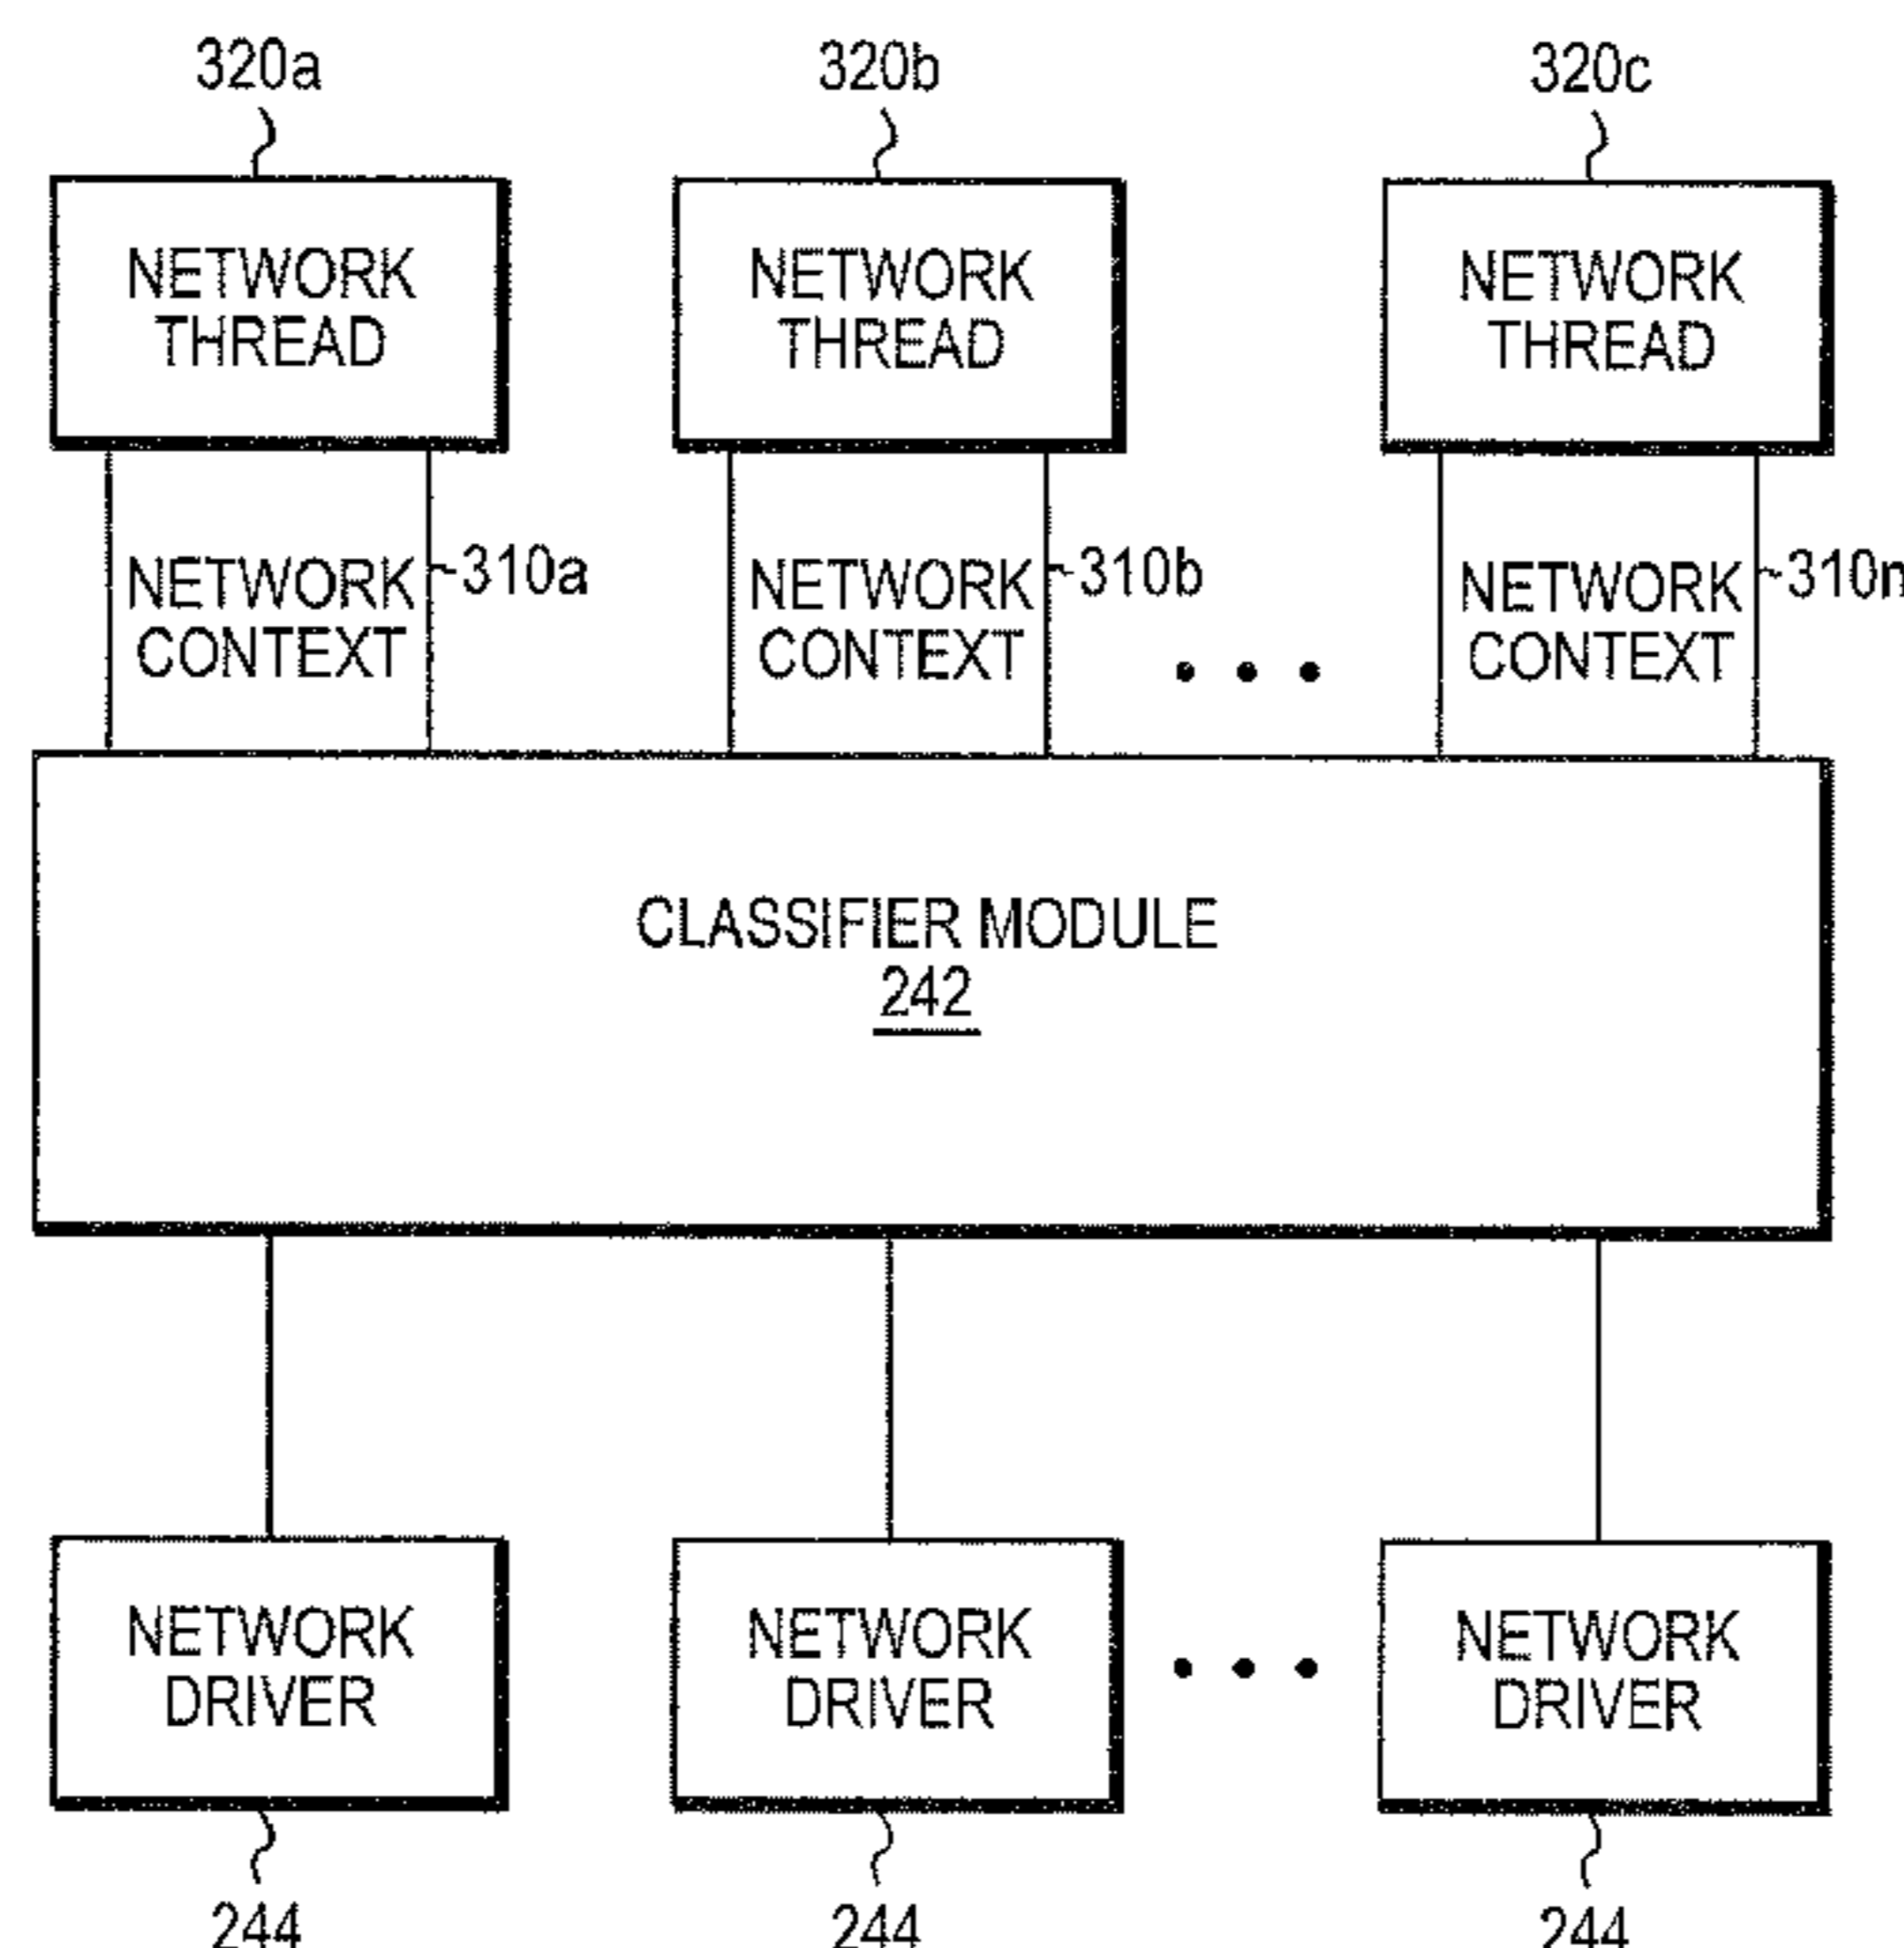 320a 320b 320c
NETWORK THREAD
NETWORK THREAD
NETWORK THREAD
NETWORK CONTEXT 310a
NETWORK CONTEXT 310b
NETWORK CONTEXT 310n
CLASSIFIER MODULE
242
NETWORK DRIVER
NETWORK DRIVER
NETWORK DRIVER
244 244 244